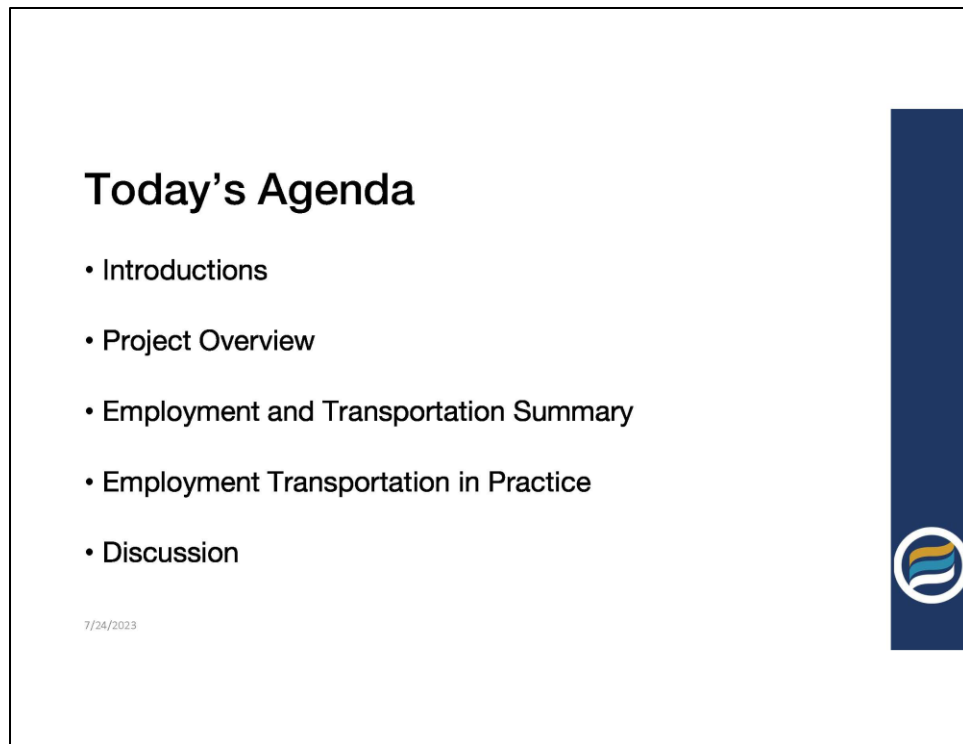 Today's Agenda
• Introductions
• Project Overview
• Employment and Transportation Summary
• Employment Transportation in Practice
• Discussion
7/24/2023